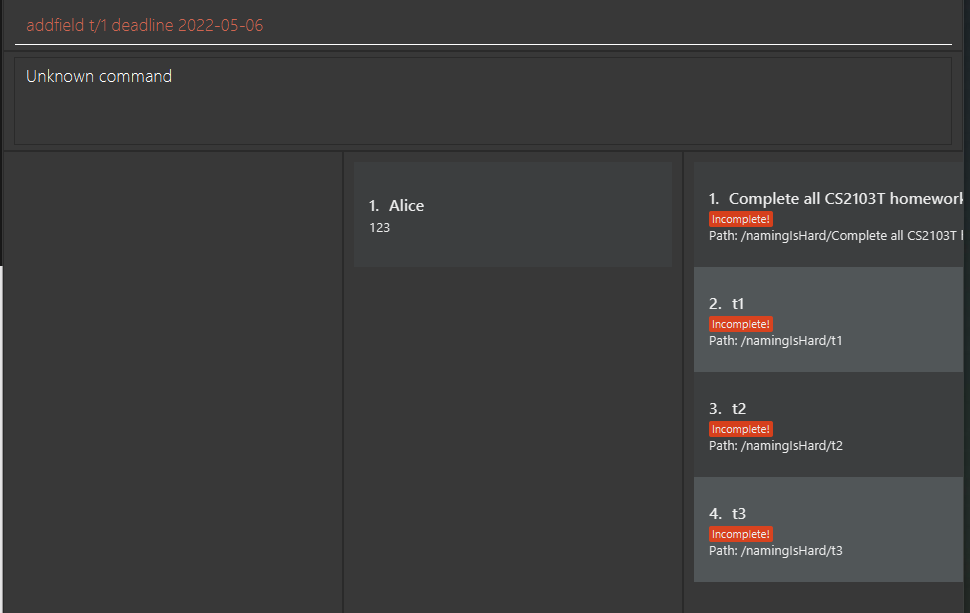 addfield t/1 deadline 2022-05-06
Unknown command
1. Alice
123
1. Complete all CS2103T homework
Incomplete!
Path: /namingIsHard/Complete all CS2103T
2. t1
Incomplete!
Path: /namingIsHard/t1
3. t2
Incomplete!
Path: /namingIsHard/t2
4. t3
Incomplete!
Path: /namingIsHard/t3